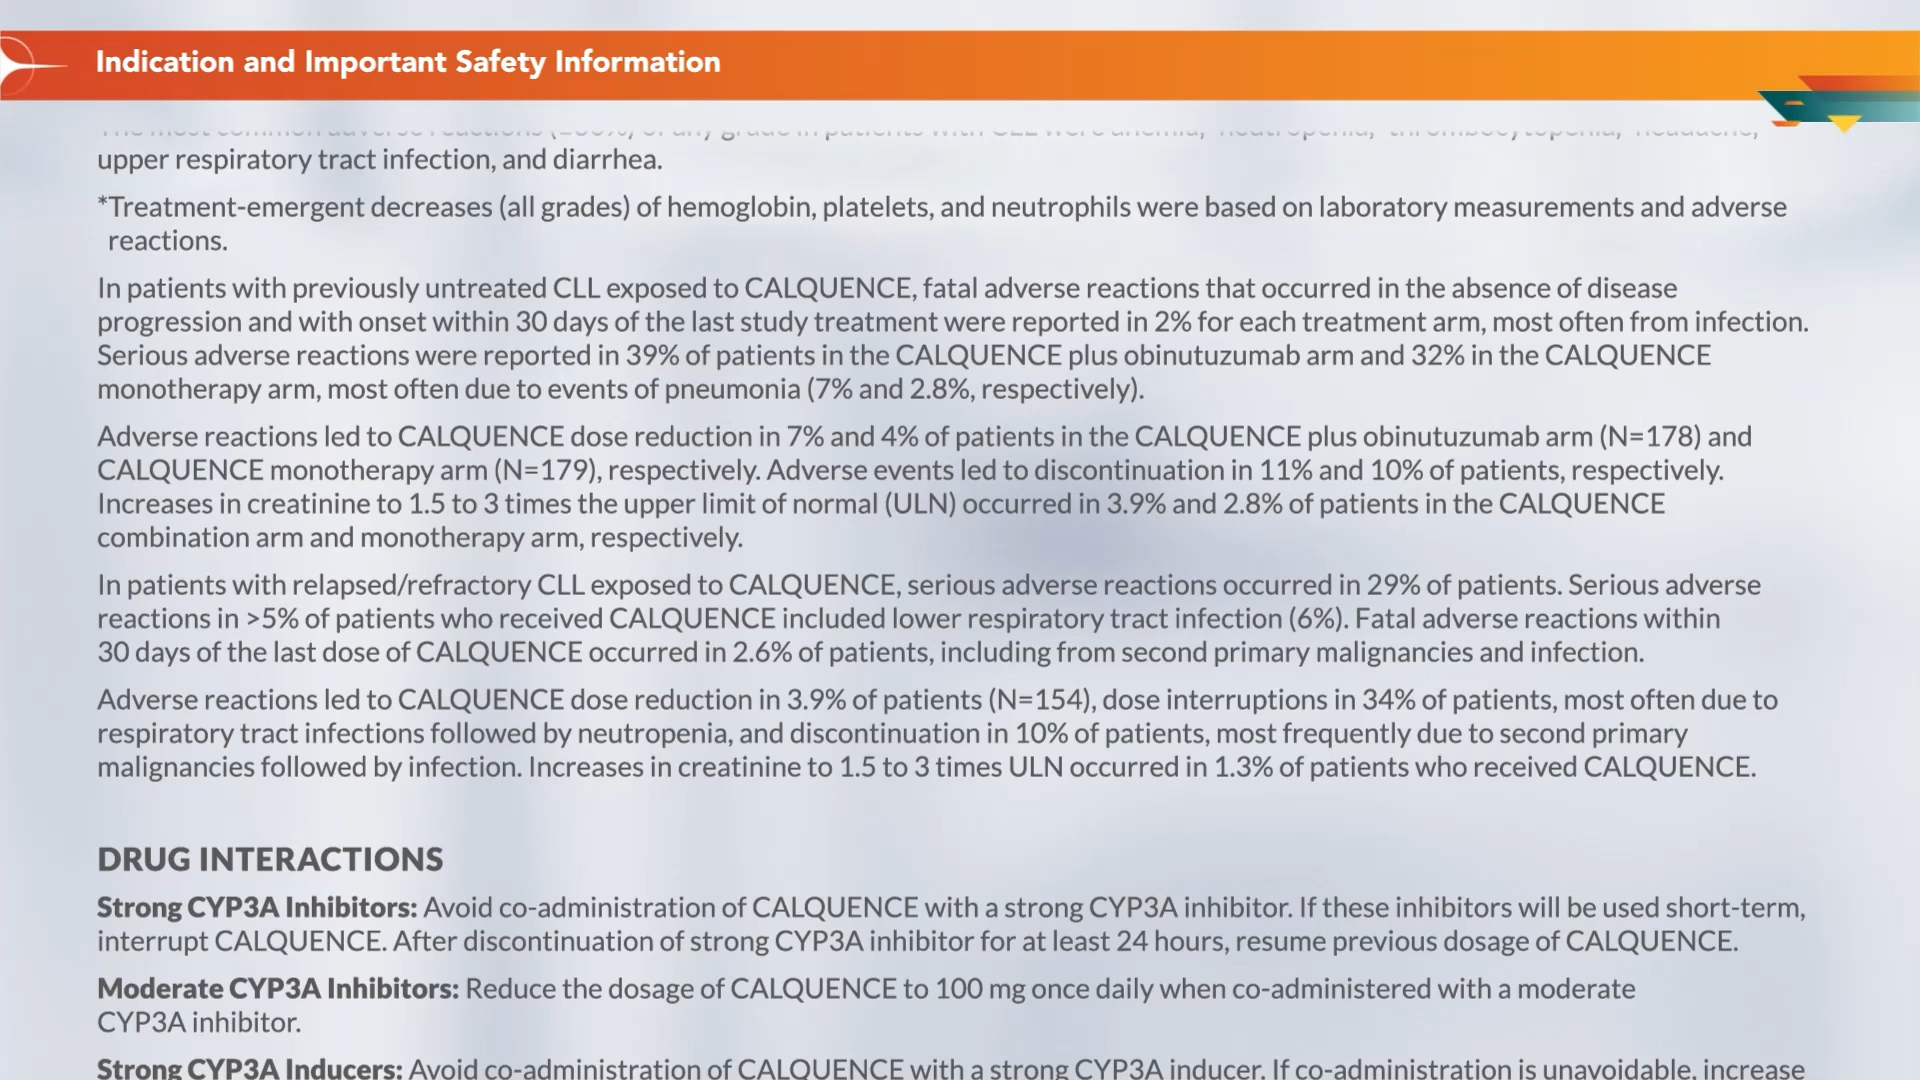 Indication and Important Safety Information
The most common adverse reactions (≥30%) of any grade in patients with CLL were anemia, neutropenia, thrombocytopenia, headache,
upper respiratory tract infection, and diarrhea.
*Treatment-emergent decreases (all grades) of hemoglobin, platelets, and neutrophils were based on laboratory measurements and adverse
reactions.
In patients with previously untreated CLL exposed to CALQUENCE, fatal adverse reactions that occurred in the absence of disease
progression and with onset within 30 days of the last study treatment were reported in 2% for each treatment arm, most often from infection.
Serious adverse reactions were reported in 39% of patients in the CALQUENCE plus obinutuzumab arm and 32% in the CALQUENCE
monotherapy arm, most often due to events of pneumonia (7% and 2.8%, respectively).
Adverse reactions led to CALQUENCE dose reduction in 7% and 4% of patients in the CALQUENCE plus obinutuzumab arm (N=178) and
CALQUENCE monotherapy arm (N=179), respectively. Adverse events led to discontinuation in 11% and 10% of patients, respectively.
Increases in creatinine to 1.5 to 3 times the upper limit of normal (ULN) occurred in 3.9% and 2.8% of patients in the CALQUENCE
combination arm and monotherapy arm, respectively.
In patients with relapsed/refractory CLL exposed to CALQUENCE, serious adverse reactions occurred in 29% of patients. Serious adverse
reactions in >5% of patients who received CALQUENCE included lower respiratory tract infection (6%). Fatal adverse reactions within
30 days of the last dose of CALQUENCE occurred in 2.6% of patients, including from second primary malignancies and infection.
Adverse reactions led to CALQUENCE dose reduction in 3.9% of patients (N=154), dose interruptions in 34% of patients, most often due to
respiratory tract infections followed by neutropenia, and discontinuation in 10% of patients, most frequently due to second primary
malignancies followed by infection. Increases in creatinine to 1.5 to 3 times ULN occurred in 1.3% of patients who received CALQUENCE.
DRUG INTERACTIONS
Strong CYP3A Inhibitors: Avoid co-administration of CALQUENCE with a strong CYP3A inhibitor. If these inhibitors will be used short-term,
interrupt CALQUENCE. After discontinuation of strong CYP3A inhibitor for at least 24 hours, resume previous dosage of CALQUENCE.
Moderate CYP3A Inhibitors: Reduce the dosage of CALQUENCE to 100 mg once daily when co-administered with a moderate
CYP3A inhibitor.
Strong CYP3A Inducers: Avoid co-administration of CALQUENCE with a strong CYP3A inducer. If co-administration is unavoidable, increase